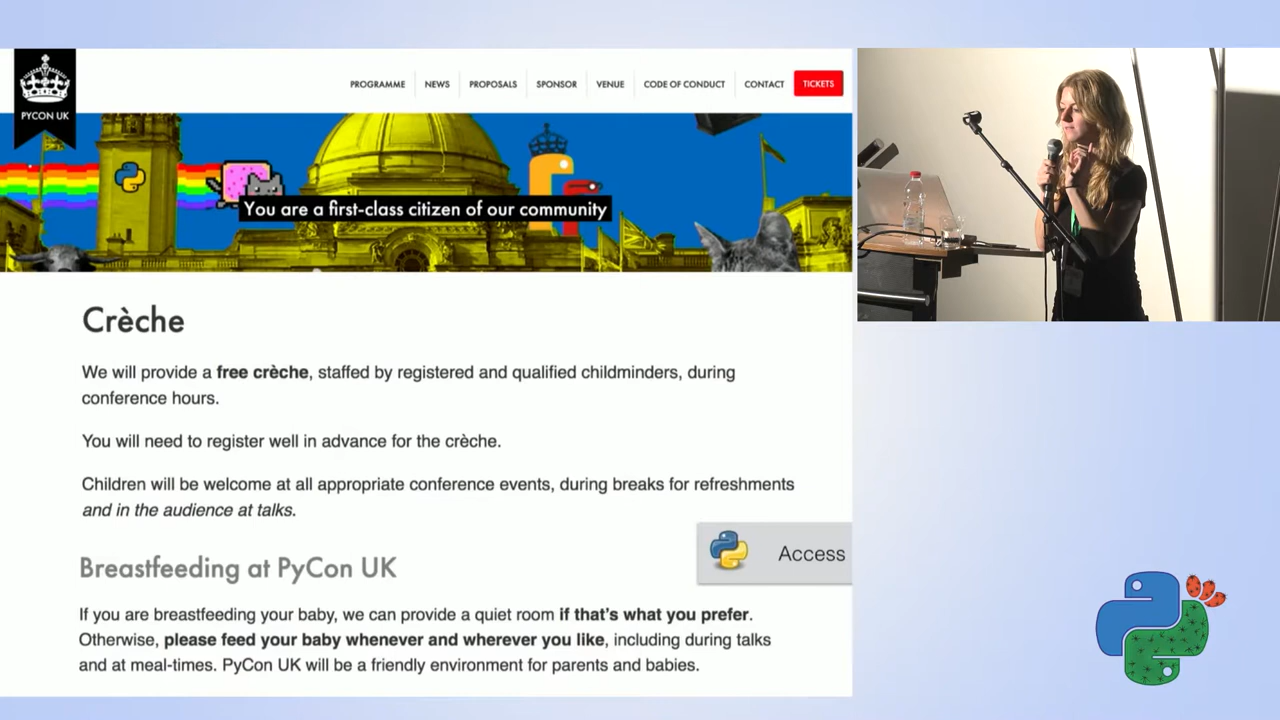 PYCON UK
PROGRAMME
NEWS
PROPOSALS
SPONSOR
VENUE
CODE OF CONDUCT
CONTACT
TICKETS
You are a first-class citizen of our community
Crèche
We will provide a free crèche, staffed by registered and qualified childminders, during
conference hours.
You will need to register well in advance for the crèche.
Children will be welcome at all appropriate conference events, during breaks for refreshments
and in the audience at talks.
Access
Breastfeeding at PyCon UK
If you are breastfeeding your baby, we can provide a quiet room if that's what you prefer.
Otherwise, please feed your baby whenever and wherever you like, including during talks
and at meal-times. PyCon UK will be a friendly environment for parents and babies.